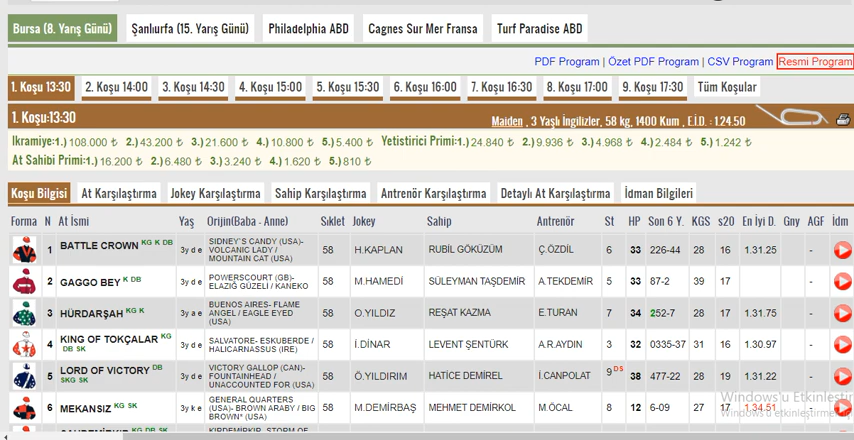 Bursa (8. Yarış Günü) Şanlıurfa (15. Yarış Günü) Philadelphia ABD Cagnes Sur Mer Fransa Turf Paradise ABD
PDF Program | Özet PDF Program | CSV Program Resmi Program
1. Koşu 13:30 2. Koşu 14:00 3. Koşu 14:30 4. Koşu 15:00 5. Koşu 15:30 6. Koşu 16:00 7. Koşu 16:30 8. Koşu 17:00 9. Koşu 17:30 Tüm Koşular
1. Koşu:13:30 Maiden , 3 Yaşlı İngilizler, 58 kg, 1400 Kum , E.İ.D. : 1.24.50
Ikramiye:1.) 108.000 ₺ 2.) 43.200 ₺ 3.) 21.600 ₺ 4.) 10.800 ₺ 5.) 5.400 ₺ Yetistirici Primi:1.) 24.840 ₺ 2.) 9.936 ₺ 3.) 4.968 ₺ 4.) 2.484 ₺ 5.) 1.242 ₺
At Sahibi Primi:1.) 16.200 ₺ 2.) 6.480 ₺ 3.) 3.240 ₺ 4.) 1.620 ₺ 5.) 810 ₺
Koşu Bilgisi At Karşılaştırma Jokey Karşılaştırma Sahip Karşılaştırma Antrenör Karşılaştırma Detaylı At Karşılaştırma İdman Bilgileri
Forma N At İsmi Yaş Orijin(Baba - Anne) Sıklet Jokey Sahip Antrenör St HP Son 6 Y. KGS s20 En İyi D. Gny AGF İdm
1 BATTLE CROWN KG K DB 3y d e SIDNEY`S CANDY (USA)- VOLCANIC LADY / MOUNTAIN CAT (USA) 58 H.KAPLAN RUBİL GÖKÜZÜM Ç.ÖZDİL 6 33 226-44 28 16 1.31.25 -
2 GAGGO BEY K DB 3y d e POWERSCOURT (GB)- ELAZIĞ GÜZELİ / KANEKO 58 M.HAMEDİ SÜLEYMAN TAŞDEMİR A.TEKDEMİR 5 33 87-2 39 17 -
3 HÜRDARŞAH KG K 3y a e BUENOS AIRES- FLAME ANGEL / EAGLE EYED (USA) 58 O.YILDIZ REŞAT KAZMA E.TURAN 7 34 252-7 28 17 1.31.75 -
4 KING OF TOKÇALAR KG DB SK 3y d e SALVATORE- ESKUBERDE / HALICARNASSUS (IRE) 58 İ.DİNAR LEVENT ŞENTÜRK A.R.AYDIN 3 32 0335-37 31 16 1.30.97 -
5 LORD OF VICTORY DB SKG SK 3y d e VICTORY GALLOP (CAN)- FOUNTAINHEAD / UNACCOUNTED FOR (USA) 58 Ö.YILDIRIM HATİCE DEMİREL İ.CANPOLAT 9 DS 38 477-22 28 19 1.31.22 -
6 MEKANSIZ KG SK 3y k e GENERAL QUARTERS (USA)- BROWN ARABY / BIG BROWN* (USA) 58 M.DEMİRBAŞ MEHMET DEMİRKOL M.ÖCAL 8 12 6-09 27 17 1.34.51 -
Windows'u Etkinleştir
Windows'u etkinleştirmek